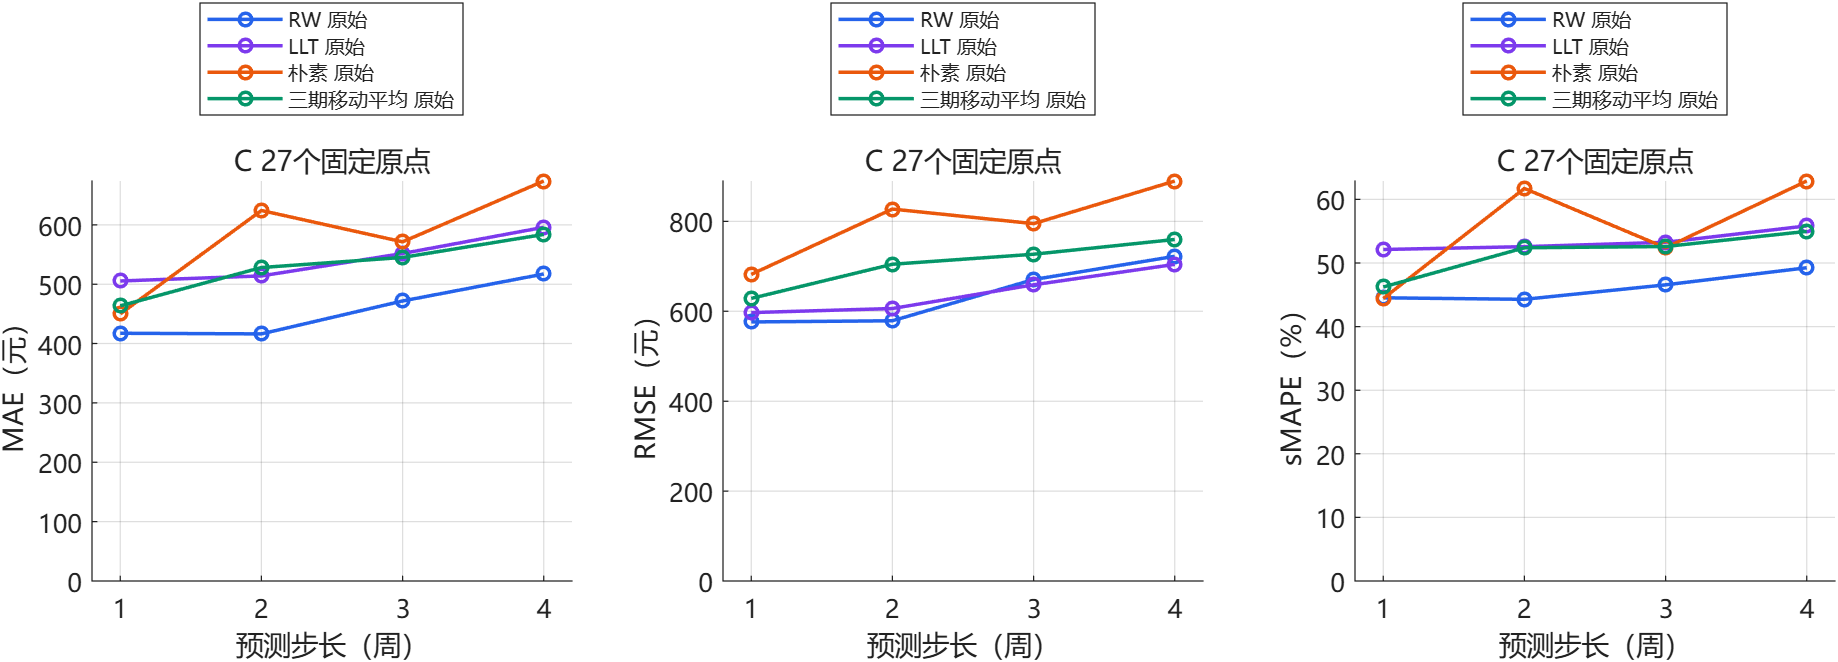 RW 原始
LLT 原始
朴素 原始
三期移动平均 原始
C 27个固定原点
MAE（元）
600
500
400
300
200
100
0
1 2 3 4
预测步长（周）
RW 原始
LLT 原始
朴素 原始
三期移动平均 原始
C 27个固定原点
RMSE（元）
800
600
400
200
0
1 2 3 4
预测步长（周）
RW 原始
LLT 原始
朴素 原始
三期移动平均 原始
C 27个固定原点
sMAPE（%）
60
50
40
30
20
10
0
1 2 3 4
预测步长（周）